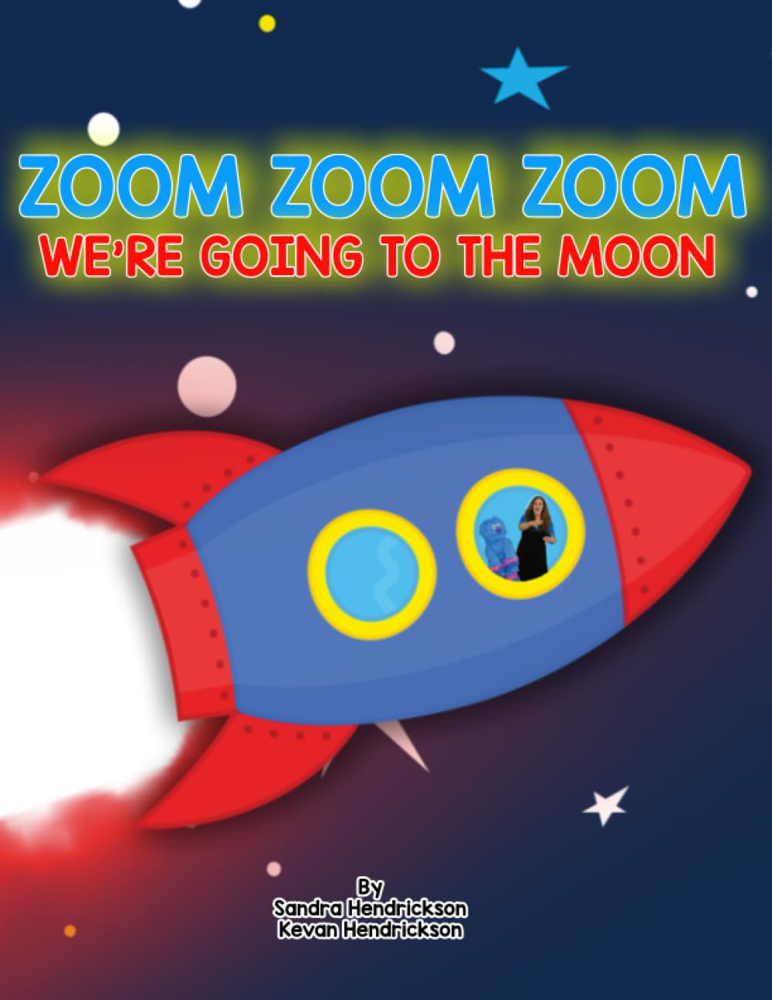 ZOOM ZOOM ZOOM
WE'RE GOING TO THE MOON
By
Sandra Hendrickson
Kevan Hendrickson